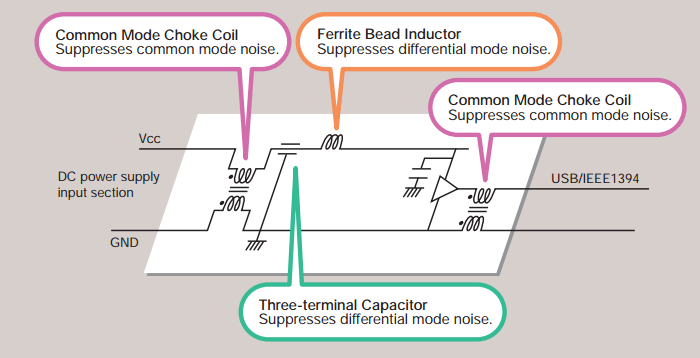 Common Mode Choke Coil
Suppresses common mode noise.
Ferrite Bead Inductor
Suppresses differential mode noise.
Common Mode Choke Coil
Suppresses common mode noise.
Vcc
DC power supply
input section
USB/IEEE1394
GND
Three-terminal Capacitor
Suppresses differential mode noise.